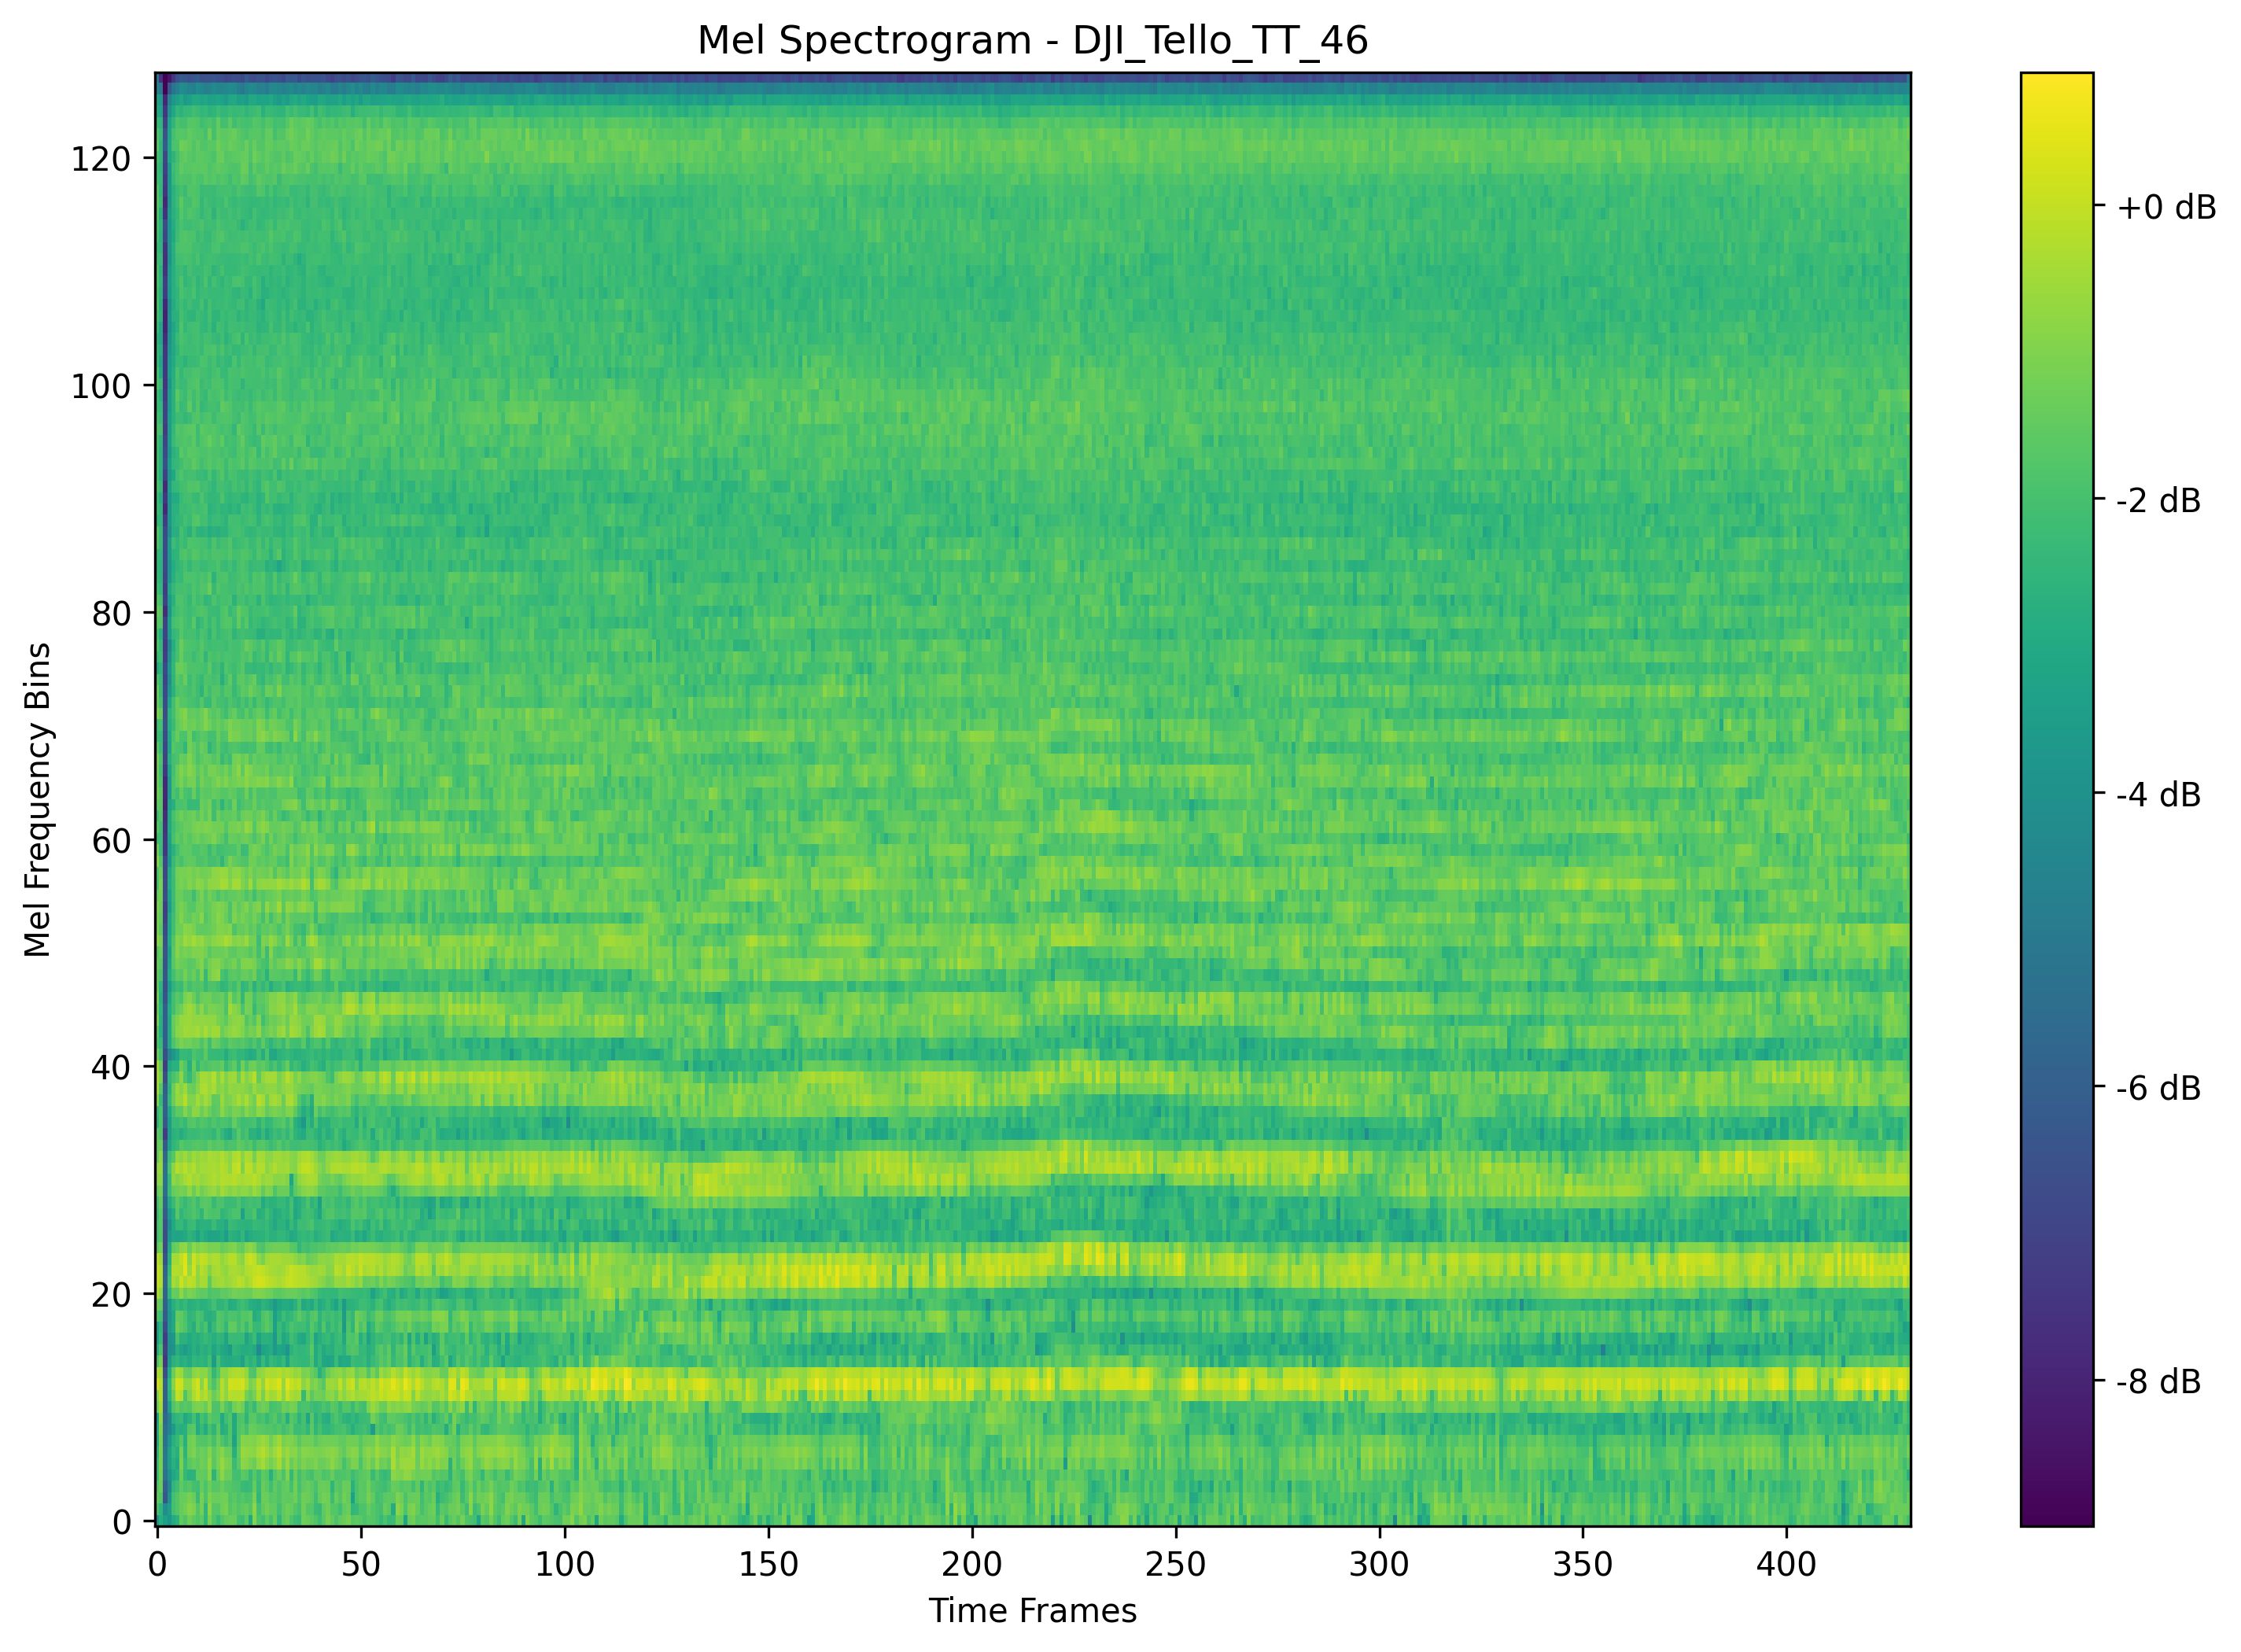 Mel Spectrogram - DJI_Tello_TT_46
Mel Frequency Bins
120
100
80
60
40
20
0
0 50 100 150 200 250 300 350 400
Time Frames
+0 dB
-2 dB
-4 dB
-6 dB
-8 dB